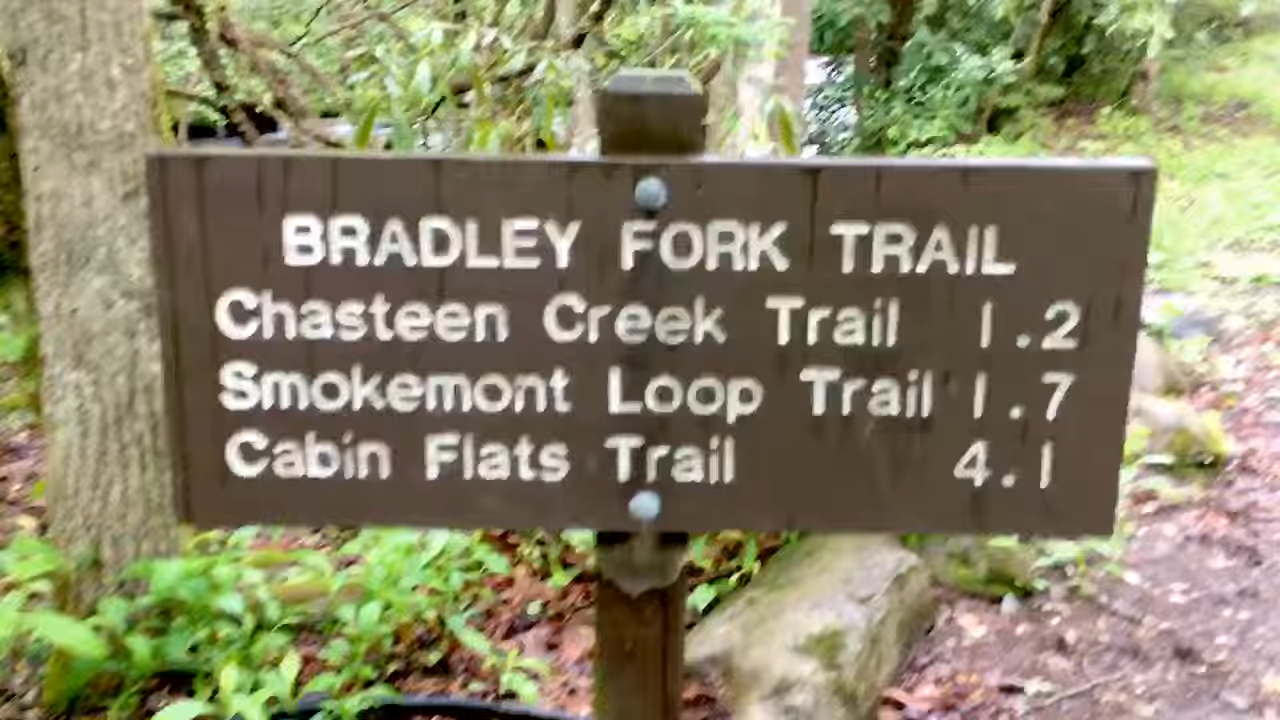 BRADLEY FORK TRAIL
Chasteen Creek Trail 1.2
Smokemont Loop Trail 1.7
Cabin Flats Trail 4.1